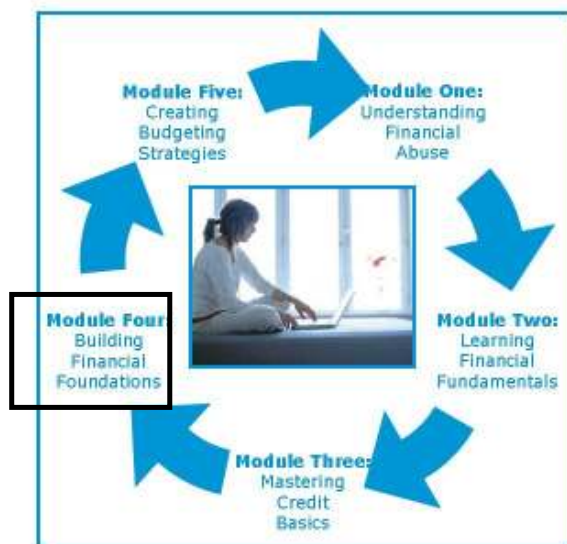 Module Five:
Creating
Budgeting
Strategies
Module One:
Understanding
Financial
Abuse
Module Four:
Building
Financial
Foundations
Module Two:
Learning
Financial
Fundamentals
Module Three:
Mastering
Credit
Basics